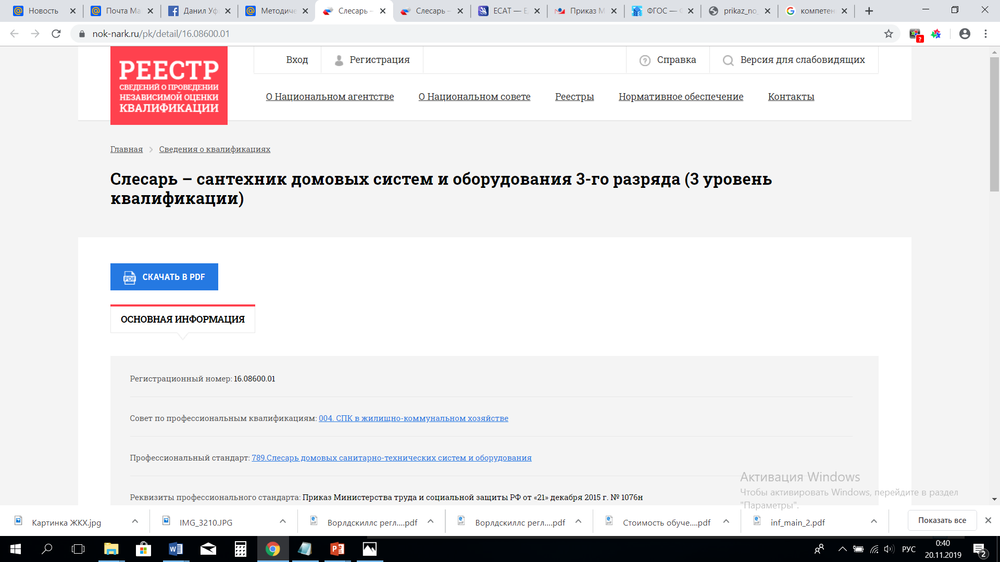 Новость
Почта Ма
Данил Уф
Методиче
Слесарь –
Слесарь –
ЕСАТ — Е
Приказ М
ФГОС —
prikaz_no_
компетен
nok-nark.ru/pk/detail/16.08600.01
РЕЕСТР
СВЕДЕНИЙ О ПРОВЕДЕНИИ
НЕЗАВИСИМОЙ ОЦЕНКИ
КВАЛИФИКАЦИИ
Вход
Регистрация
Справка
Версия для слабовидящих
О Национальном агентстве
О Национальном совете
Реестры
Нормативное обеспечение
Контакты
Главная
Сведения о квалификациях
Слесарь – сантехник домовых систем и оборудования 3-го разряда (3 уровень
квалификации)
PDF СКАЧАТЬ В PDF
ОСНОВНАЯ ИНФОРМАЦИЯ
Регистрационный номер: 16.08600.01
Совет по профессиональным квалификациям: 004. СПК в жилищно-коммунальном хозяйстве
Профессиональный стандарт: 789.Слесарь домовых санитарно-технических систем и оборудования
Реквизиты профессионального стандарта: Приказ Министерства труда и социальной защиты РФ от «21» декабря 2015 г. № 1076н
Активация Windows
Чтобы активировать Windows, перейдите в раздел
"Параметры".
Картинка ЖКХ.jpg
IMG_3210.JPG
Ворлдскиллс регл....pdf
Ворлдскиллс регл....pdf
Стоимость обуче....pdf
inf_main_2.pdf
Показать все
РУС
0:40
20.11.2019
2